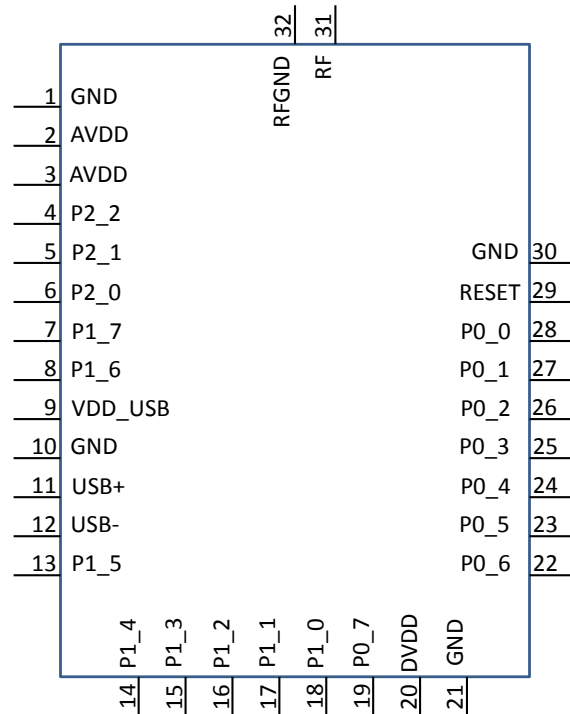 32 31
RFGND RF
1 GND
2 AVDD
3 AVDD
4 P2_2
5 P2_1
6 P2_0
7 P1_7
8 P1_6
9 VDD_USB
10 GND
11 USB+
12 USB-
13 P1_5
GND 30
RESET 29
P0_0 28
P0_1 27
P0_2 26
P0_3 25
P0_4 24
P0_5 23
P0_6 22
P1_4 P1_3 P1_2 P1_1 P1_0 P0_7 DVDD GND
14 15 16 17 18 19 20 21